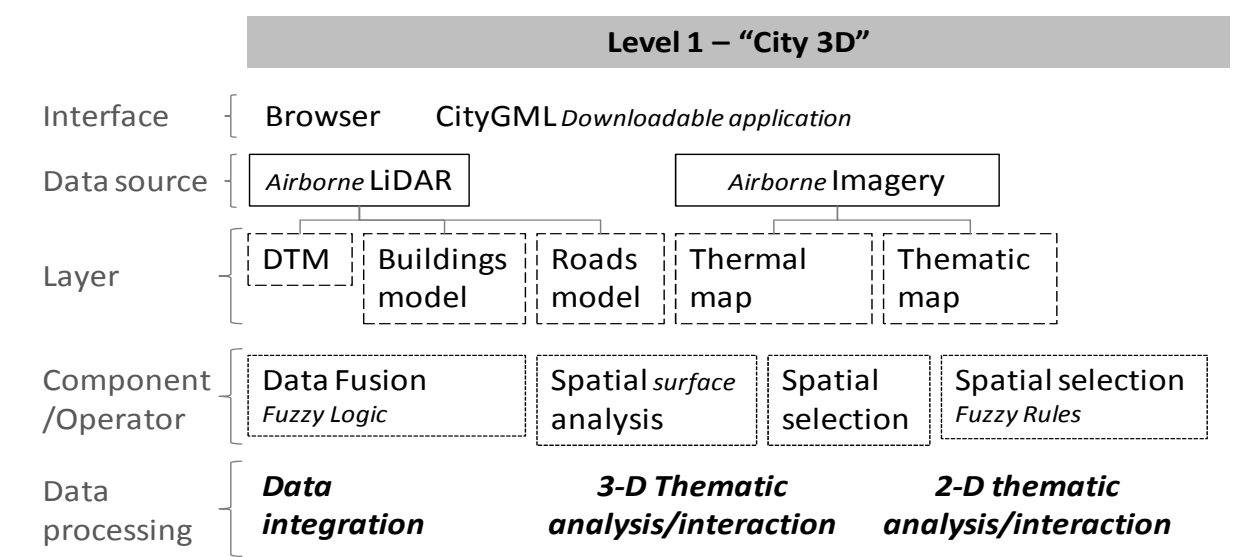 Level 1 – “City 3D”
Interface
Browser
CityGML Downloadable application
Data source
Airborne LiDAR
Airborne Imagery
Layer
DTM
Buildings
model
Roads
model
Thermal
map
Thematic
map
Component
/Operator
Data Fusion
Fuzzy Logic
Spatial surface
analysis
Spatial
selection
Spatial selection
Fuzzy Rules
Data
processing
Data
integration
3-D Thematic
analysis/interaction
2-D thematic
analysis/interaction